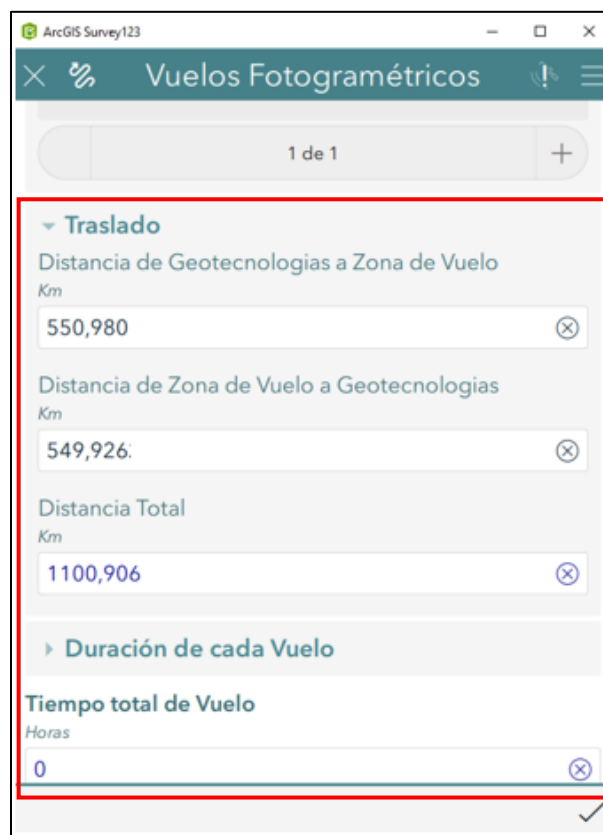 ArcGIS Survey123
Vuelos Fotogramétricos
1 de 1
Traslado
Distancia de Geotecnologias a Zona de Vuelo
Km
550,980
Distancia de Zona de Vuelo a Geotecnologias
Km
549,926
Distancia Total
Km
1100,906
Duración de cada Vuelo
Tiempo total de Vuelo
Horas
0